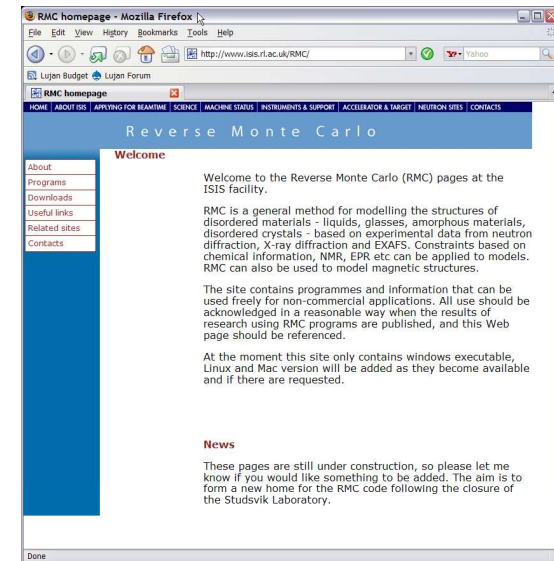 RMC homepage - Mozilla Firefox
File Edit View History Bookmarks Tools Help
http://www.isis.rl.ac.uk/RMC/
Yahoo
Lujan Budget Lujan Forum
RMC homepage
HOME ABOUT ISIS APPLYING FOR BEAMTIME SCIENCE MACHINE STATUS INSTRUMENTS & SUPPORT ACCELERATOR & TARGET NEUTRON SITES CONTACTS
Reverse Monte Carlo
About
Programs
Downloads
Useful links
Related sites
Contacts
Welcome
Welcome to the Reverse Monte Carlo (RMC) pages at the
ISIS facility.
RMC is a general method for modelling the structures of
disordered materials - liquids, glasses, amorphous materials,
disordered crystals - based on experimental data from neutron
diffraction, X-ray diffraction and EXAFS. Constraints based on
chemical information, NMR, EPR etc can be applied to models.
RMC can also be used to model magnetic structures.
The site contains programmes and information that can be
used freely for non-commercial applications. All use should be
acknowledged in a reasonable way when the results of
research using RMC programs are published, and this Web
page should be referenced.
At the moment this site only contains windows executable,
Linux and Mac version will be added as they become available
and if there are requested.
News
These pages are still under construction, so please let me
know if you would like something to be added. The aim is to
form a new home for the RMC code following the closure of
the Studsvik Laboratory.
Done